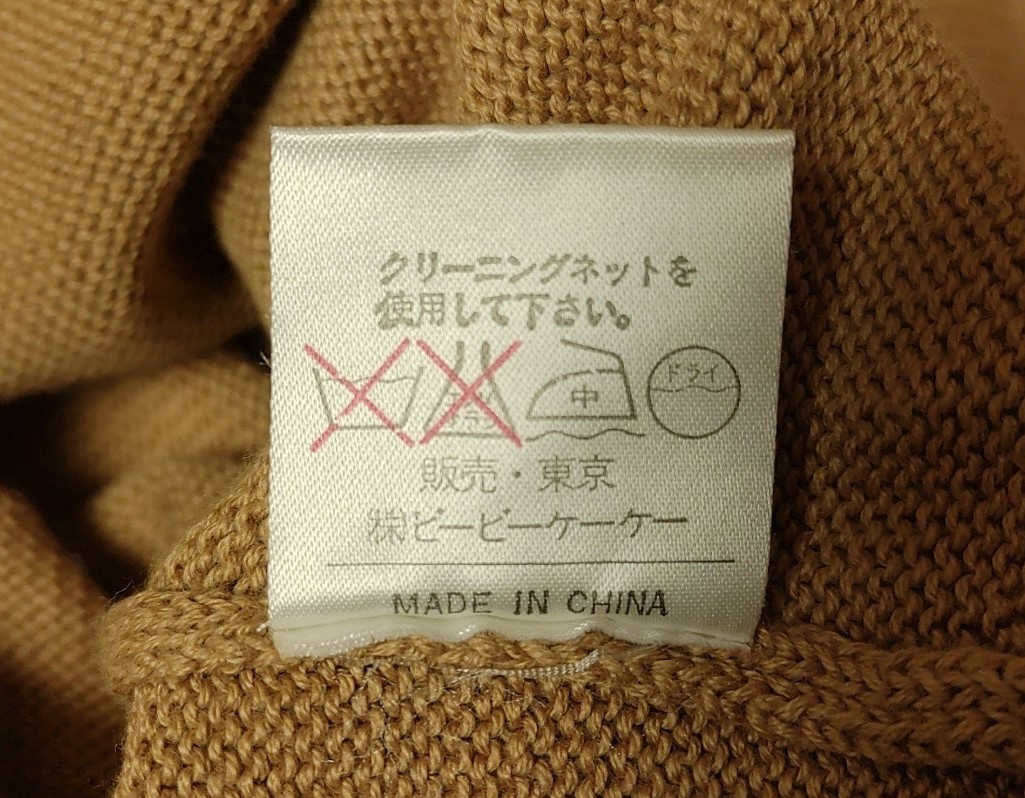 クリーニングネットを
使用して下さい。
中 ドライ
販売・東京
㈱ビービーケーケー
MADE IN CHINA